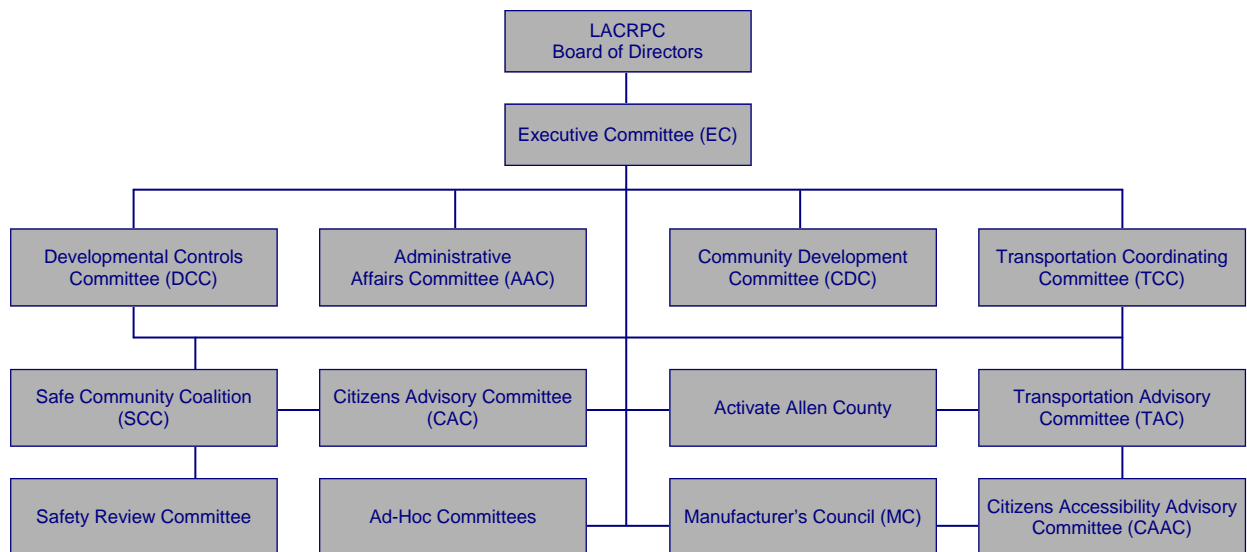 LACRPC
Board of Directors
Executive Committee (EC)
Developmental Controls
Committee (DCC)
Administrative
Affairs Committee (AAC)
Community Development
Committee (CDC)
Transportation Coordinating
Committee (TCC)
Safe Community Coalition
(SCC)
Citizens Advisory Committee
(CAC)
Activate Allen County
Transportation Advisory
Committee (TAC)
Safety Review Committee
Ad-Hoc Committees
Manufacturer's Council (MC)
Citizens Accessibility Advisory
Committee (CAAC)